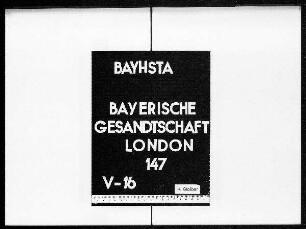 BAYHSTA
BAYERISCHE
GESANDTSCHAFT
LONDON
147
V-16